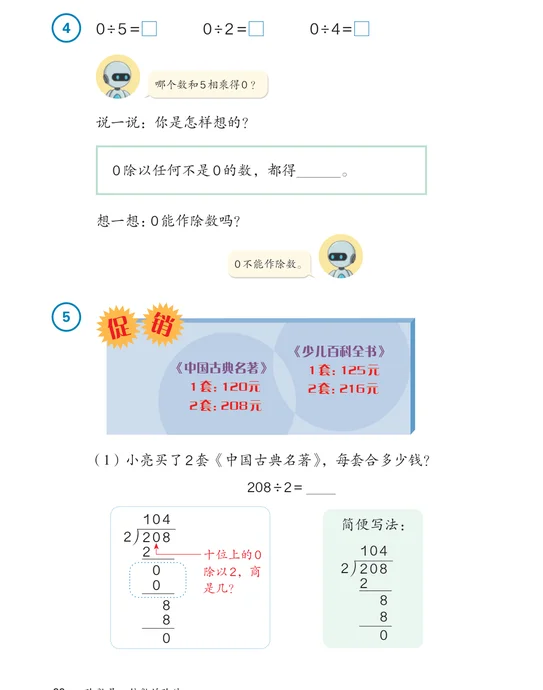 4
0÷5=□ 0÷2=□ 0÷4=□
哪个数和5相乘得0?
说一说:你是怎样想的?
0除以任何不是0的数,都得______。
想一想:0能作除数吗?
0不能作除数。
5
促 销
《中国古典名著》
1套:120元
2套:208元
《少儿百科全书》
1套:125元
2套:216元
(1)小亮买了2套《中国古典名著》,每套合多少钱?
208÷2=____
104
2)208
2
0
0
8
8
0
十位上的0
除以2,商
是几?
简便写法:
104
2)208
2
8
8
0